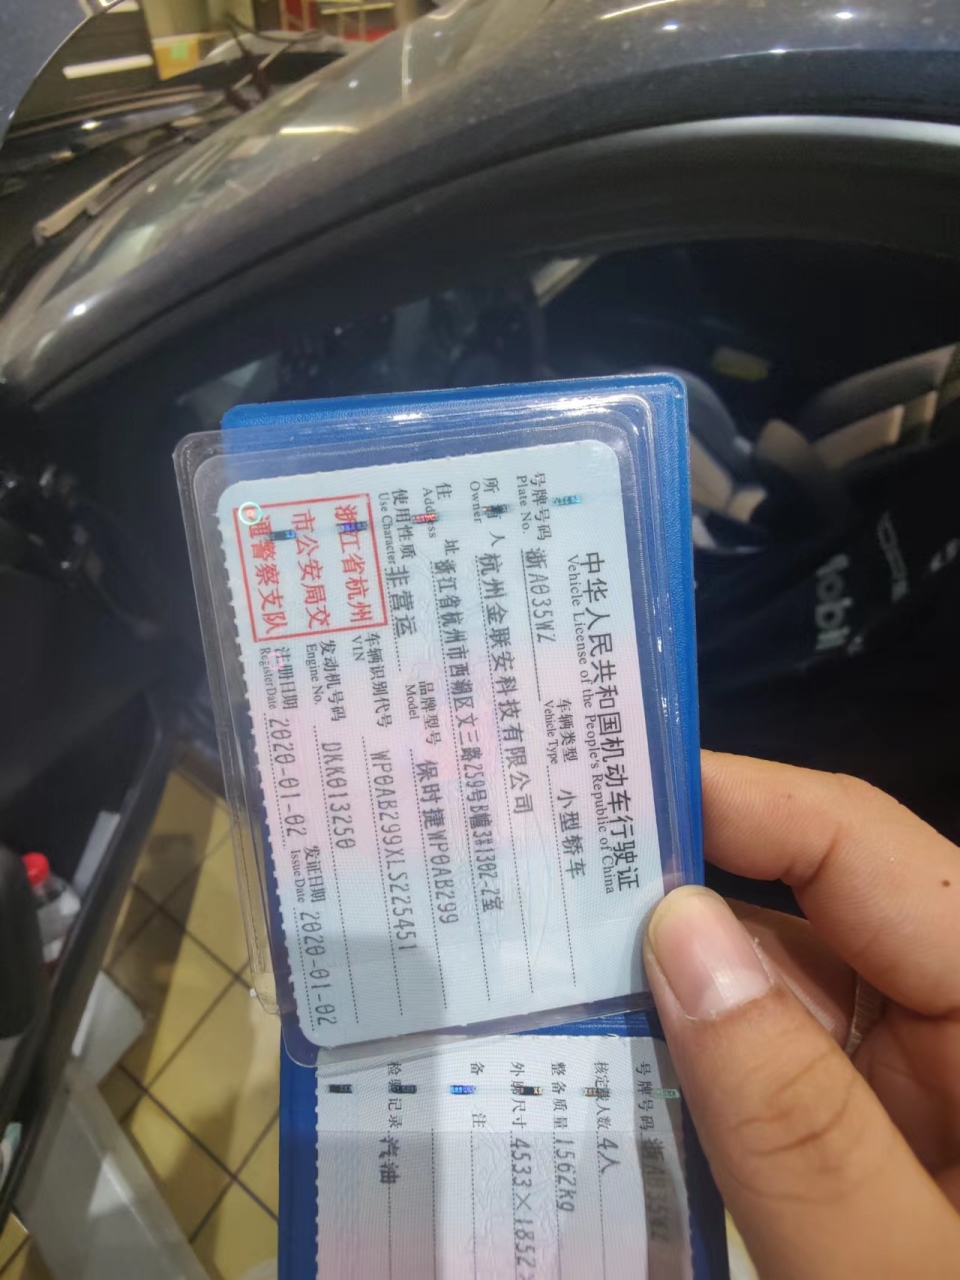 中华人民共和国机动车行驶证
Vehicle License of the People's Republic of China
号牌号码 浙A035WZ 车辆类型 小型轿车
Plate No. Vehicle Type
所有人 杭州金联安科技有限公司
Owner
住址 浙江省杭州市西湖区文三路259号B幢381302-2室
Address
使用性质 非营运 品牌型号 保时捷WP0AB299
Use Character Model
浙江省杭州
市公安局交
通警察支队
车辆识别代号 WP0AB299XLS225451
VIN
发动机号码 DKK013250
Engine No.
注册日期 2020-01-02 发证日期 2020-01-02
Register Date Issue Date
号牌号码 浙A035WZ
核定载人数 4人
整备质量 1562kg
外廓尺寸 4533×1852×
备注
检验记录 汽油